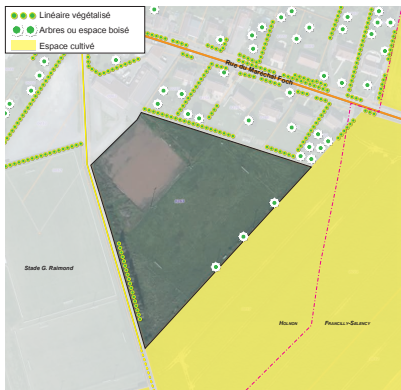 Linéaire végétalisé
Arbres ou espace boisé
Espace cultivé
Rue du Maréchal Foch
Stade G. Raimond
HOLNON
FRANCILLY-SELENCY